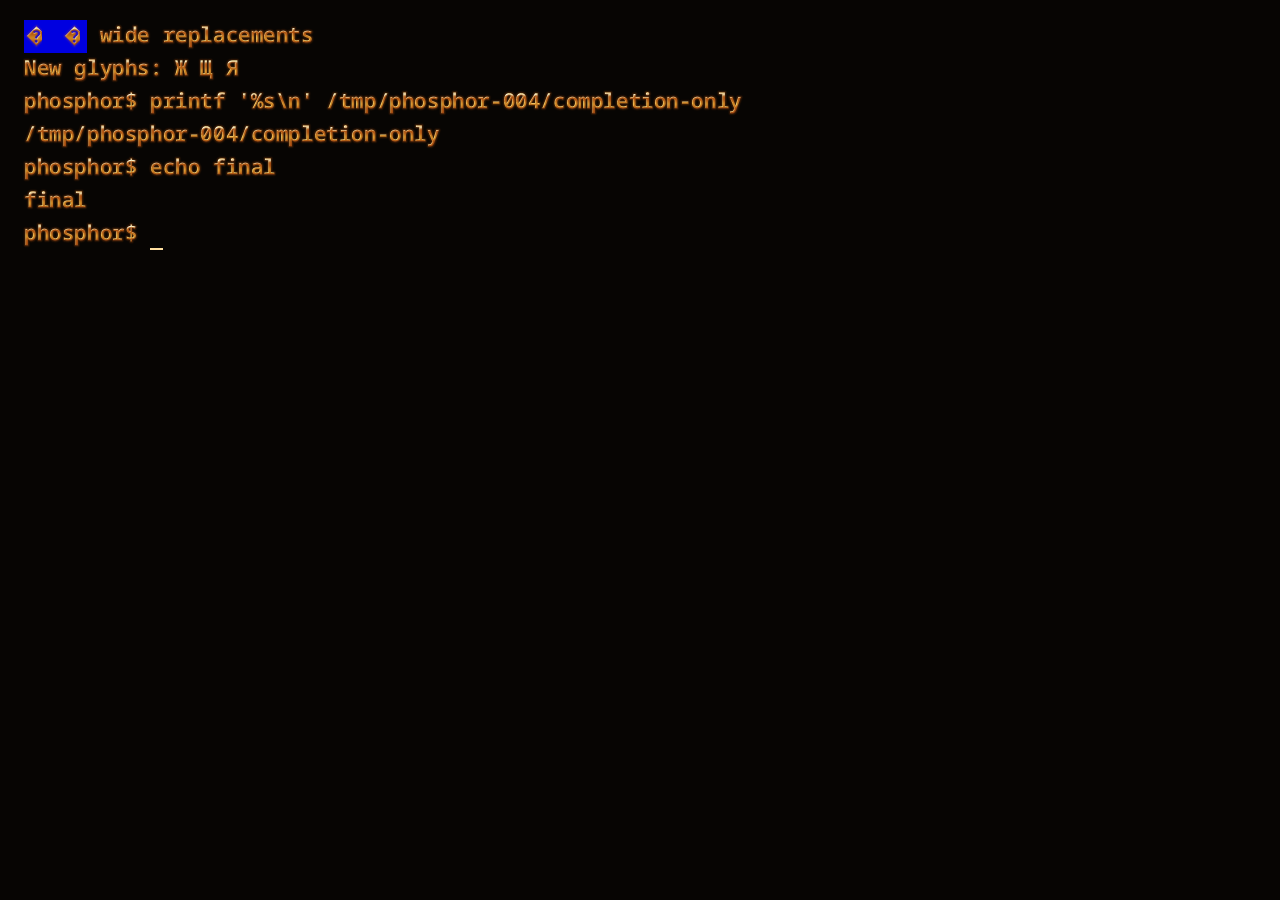 � � wide replacements
New glyphs: Ж Щ Я
phosphor$ printf '%s\n' /tmp/phosphor-004/completion-only
/tmp/phosphor-004/completion-only
phosphor$ echo final
final
phosphor$ _